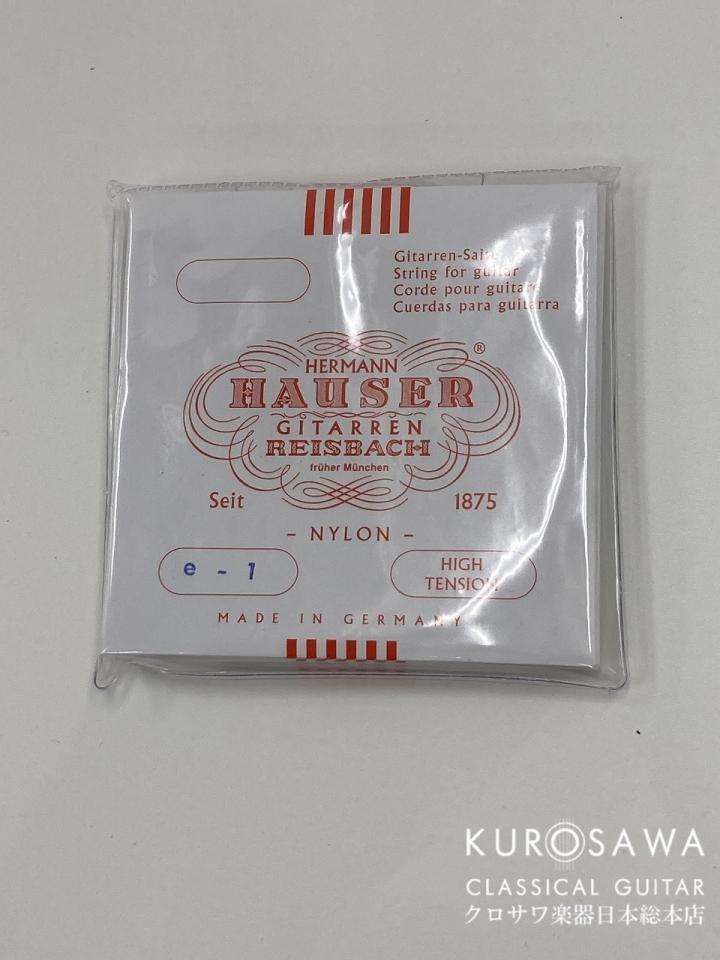 Gitarren-Saite
String for guitar
Corde pour guitare
Cuerdas para guitarra
HERMANN
HAUSER
®
GITARREN
REISBACH
früher München
Seit 1875
– NYLON –
e - 1
HIGH
TENSION
MADE IN GERMANY
KUROSAWA
CLASSICAL GUITAR
クロサワ楽器日本総本店